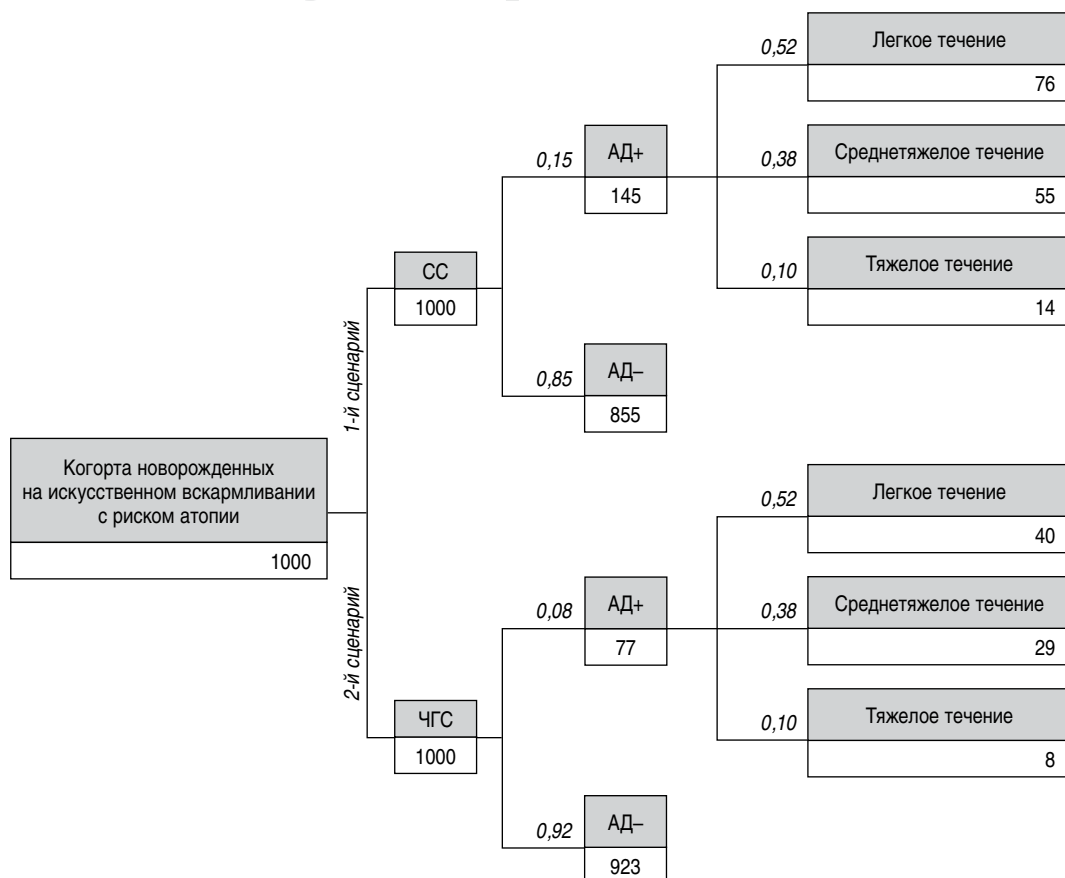 0,52
Легкое течение
76
0,15
АД+
145
0,38
Среднетяжелое течение
55
0,10
Тяжелое течение
14
СС
1000
1-й сценарий
0,85
АД–
855
Когорта новорожденных
на искусственном вскармливании
с риском атопии
1000
2-й сценарий
0,52
Легкое течение
40
0,08
АД+
77
0,38
Среднетяжелое течение
29
0,10
Тяжелое течение
8
ЧГС
1000
0,92
АД–
923